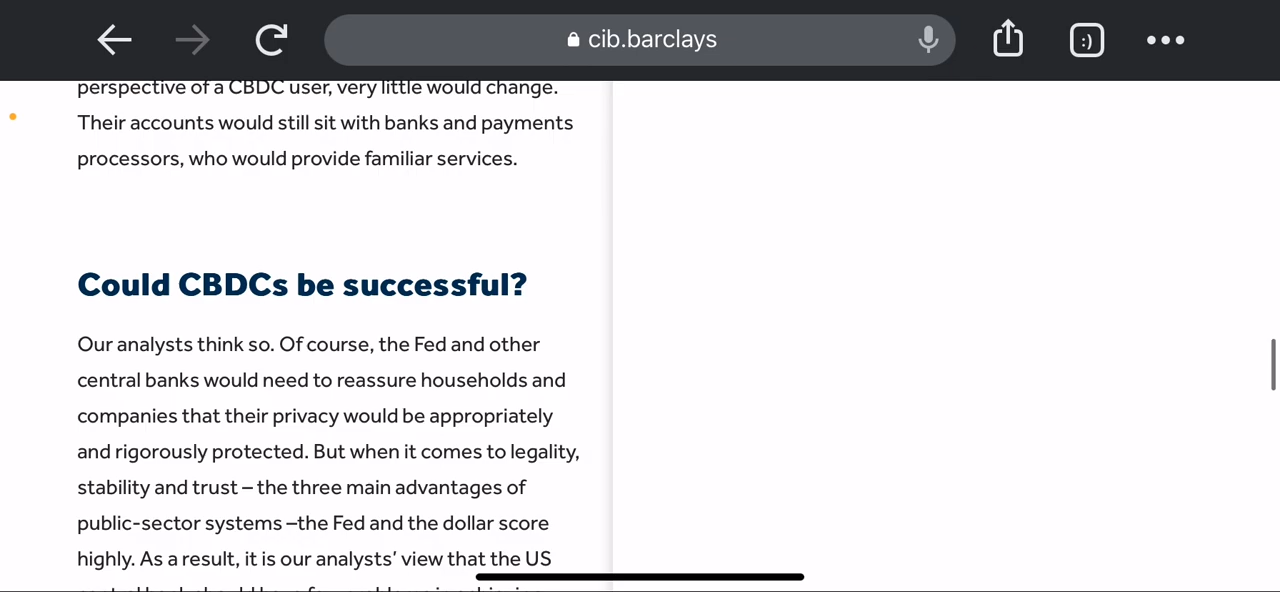 cib.barclays
:)
perspective of a CBDC user, very little would change.
Their accounts would still sit with banks and payments
processors, who would provide familiar services.
Could CBDCs be successful?
Our analysts think so. Of course, the Fed and other
central banks would need to reassure households and
companies that their privacy would be appropriately
and rigorously protected. But when it comes to legality,
stability and trust – the three main advantages of
public-sector systems –the Fed and the dollar score
highly. As a result, it is our analysts’ view that the US